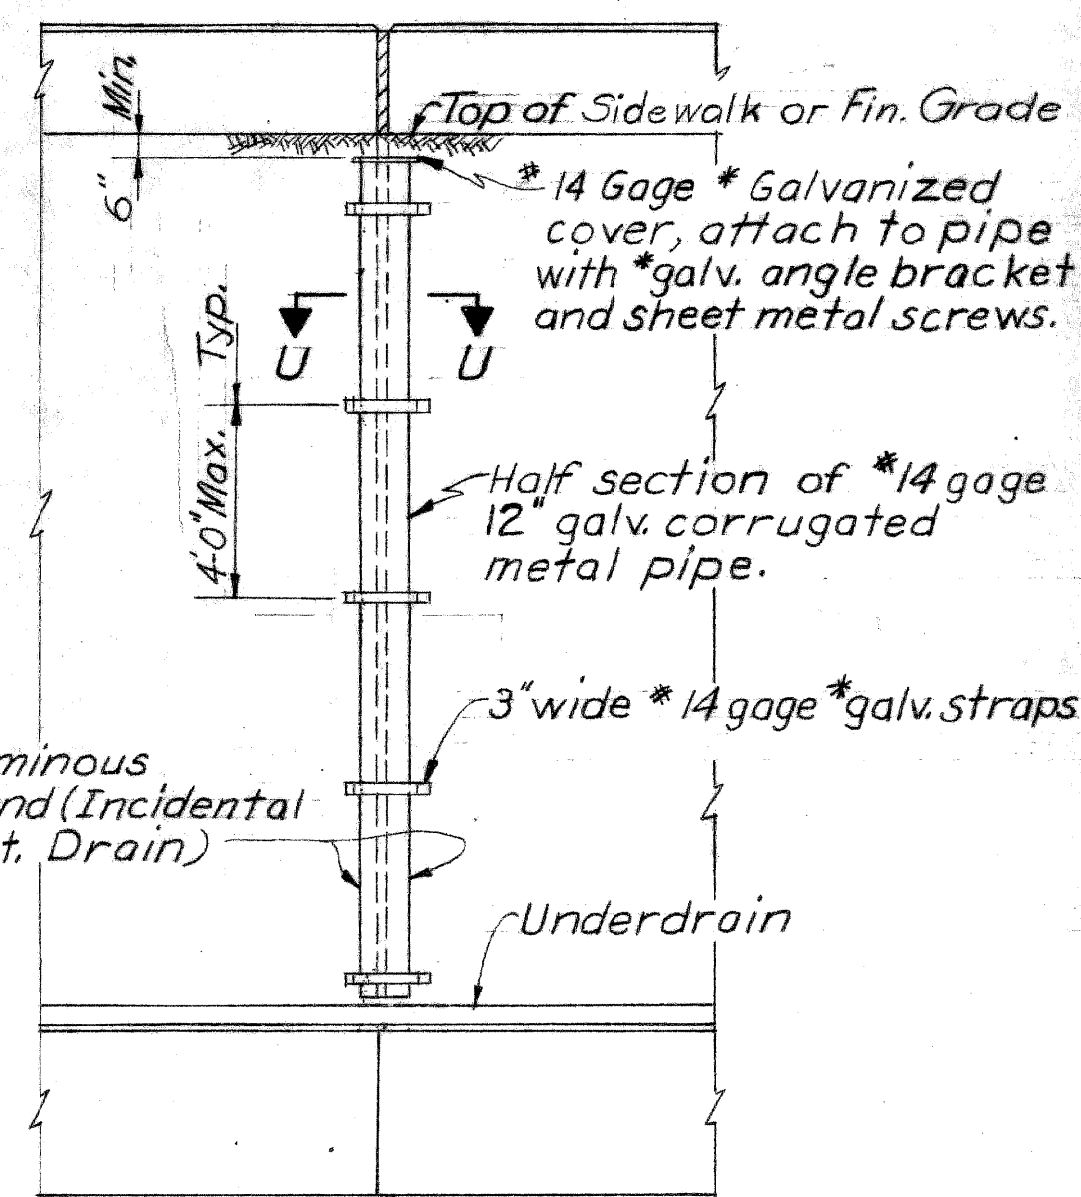 Min.
6"
Top of Sidewalk or Fin. Grade
#14 Gage * Galvanized
cover, attach to pipe
with *galv. angle bracket
and sheet metal screws.
U U
Typ.
4'-0" Max.
Half section of #14 gage
12" galv. corrugated
metal pipe.
3" wide #14 gage *galv. straps
minous
nd (Incidental
t. Drain)
Underdrain